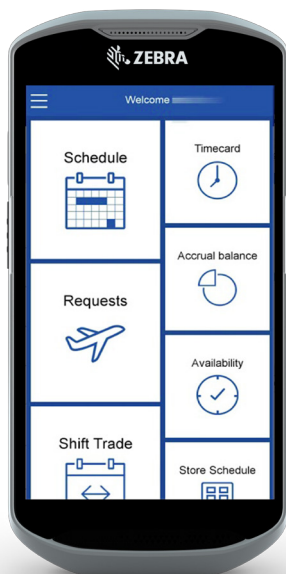 ZEBRA
Welcome
Schedule
Timecard
Accrual balance
Requests
Availability
Shift Trade
Store Schedule